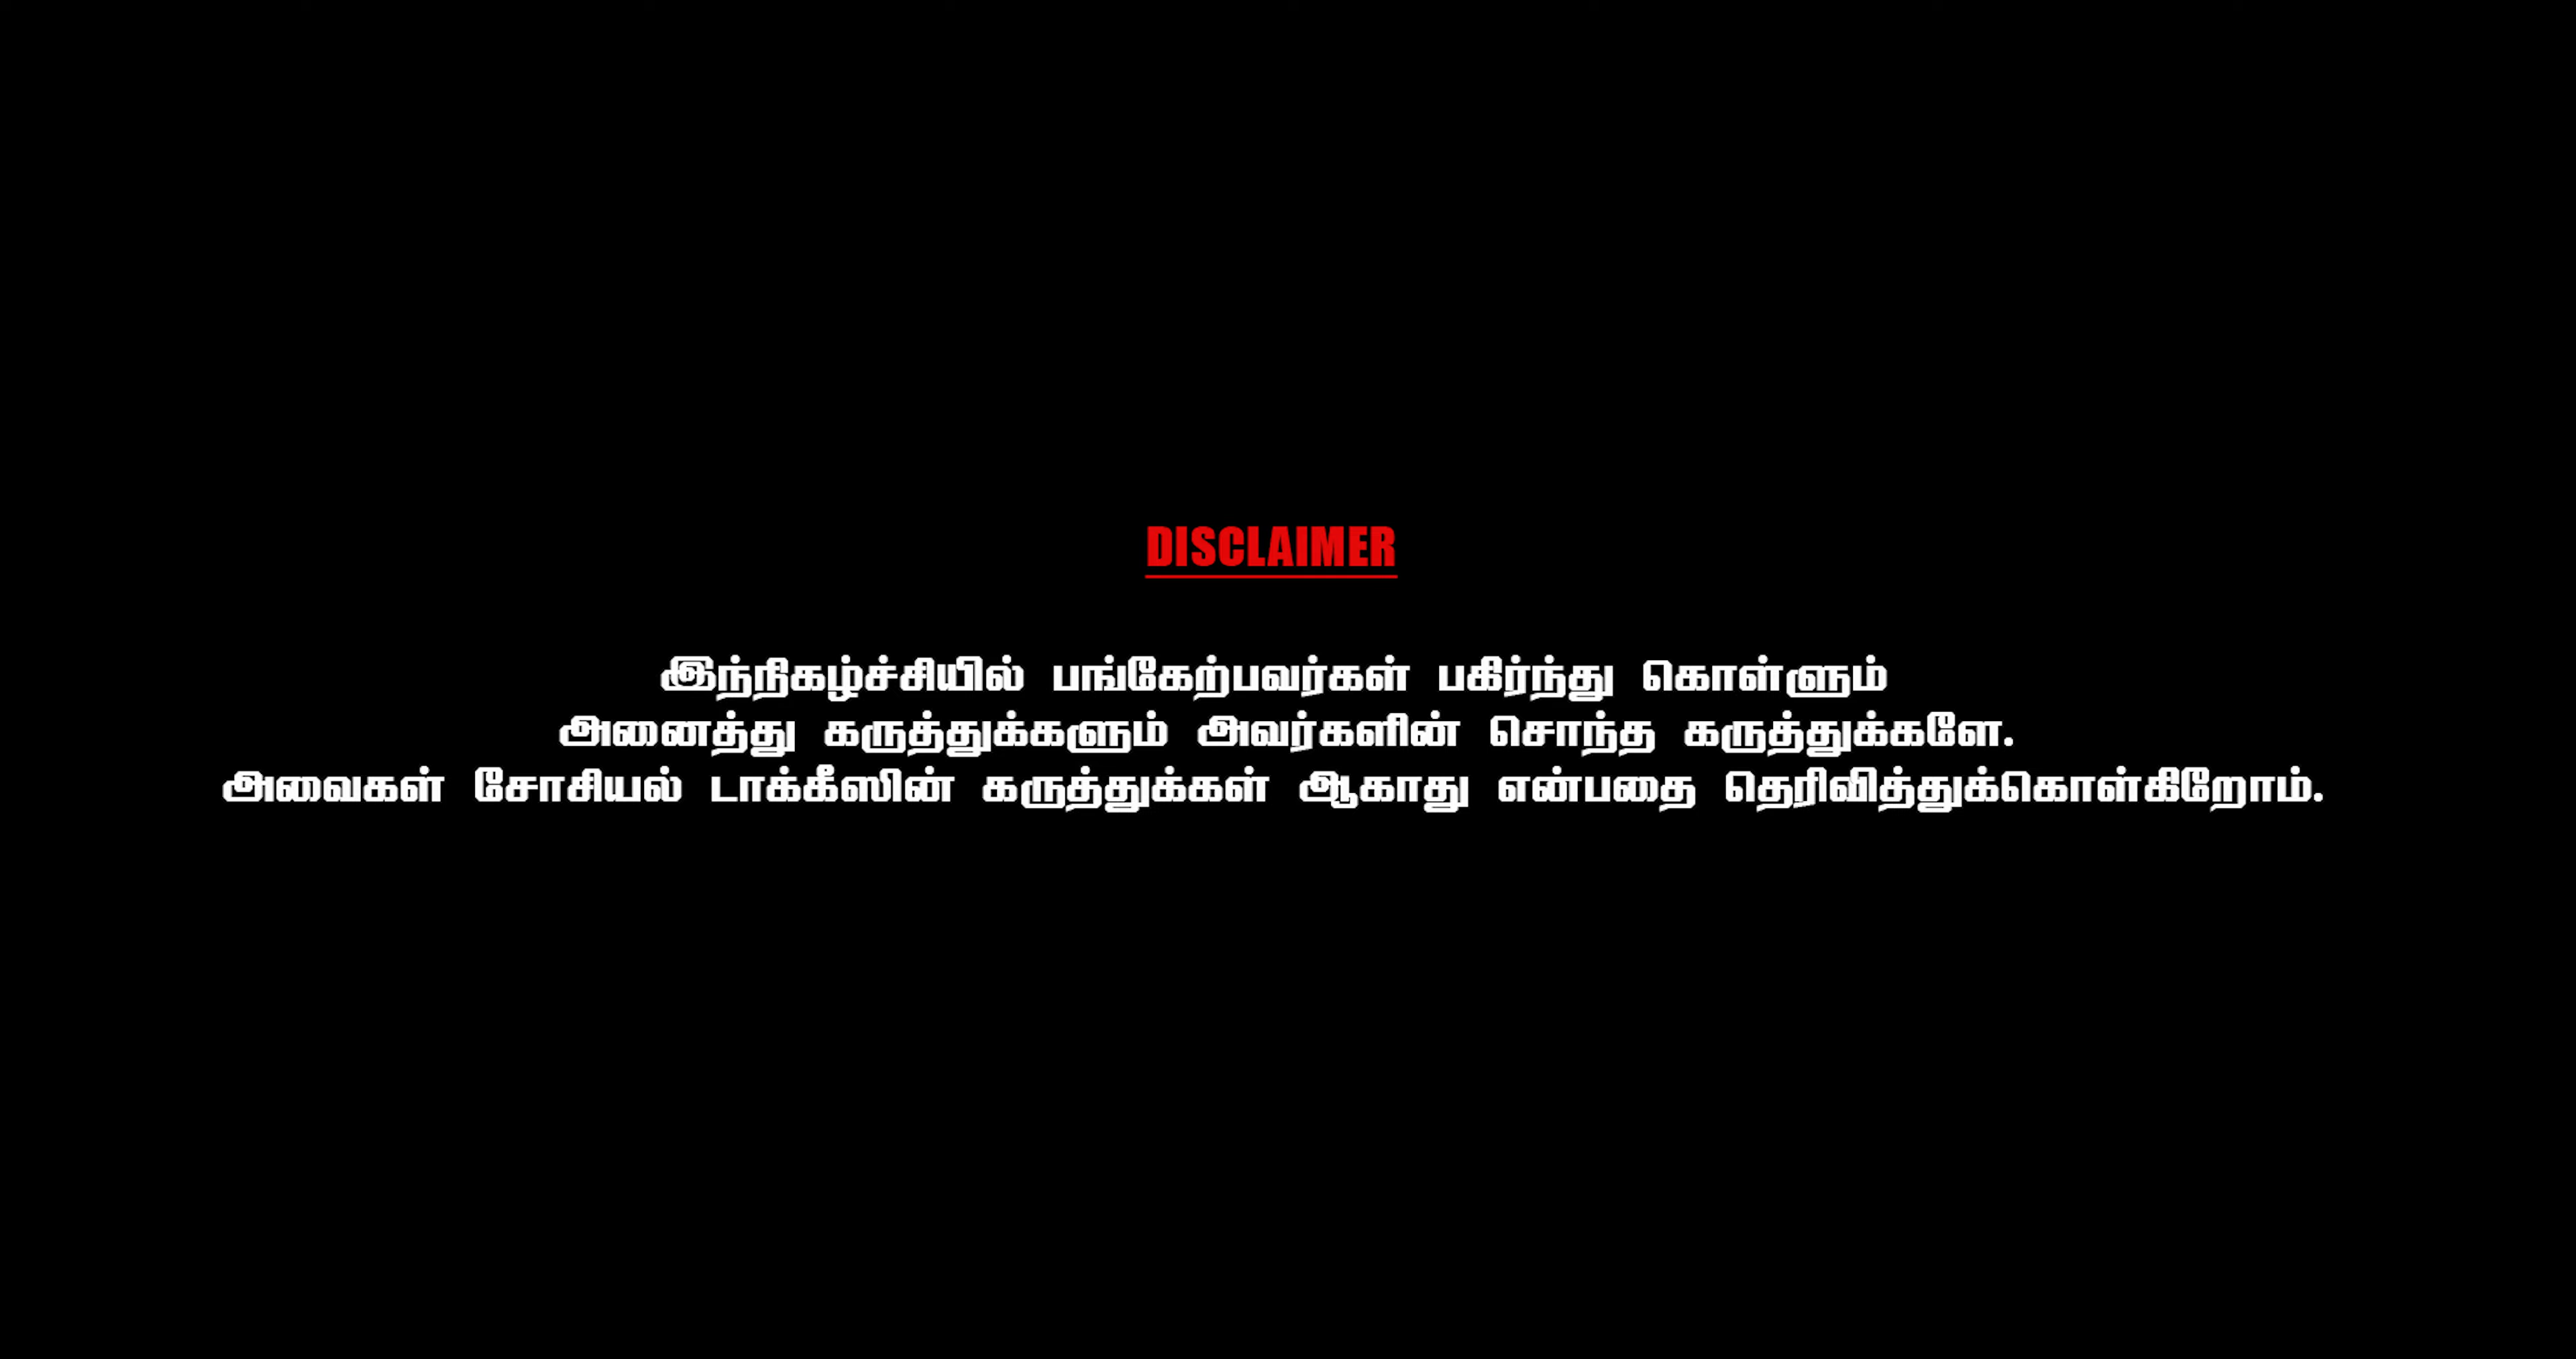 DISCLAIMER
இந்நிகழ்ச்சியில் பங்கேற்பவர்கள் பகிர்ந்து கொள்ளும்
அனைத்து கருத்துக்களும் அவர்களின் சொந்த கருத்துக்களே.
அவைகள் சோசியல் டாக்கீஸின் கருத்துக்கள் ஆகாது என்பதை தெரிவித்துக்கொள்கிறோம்.